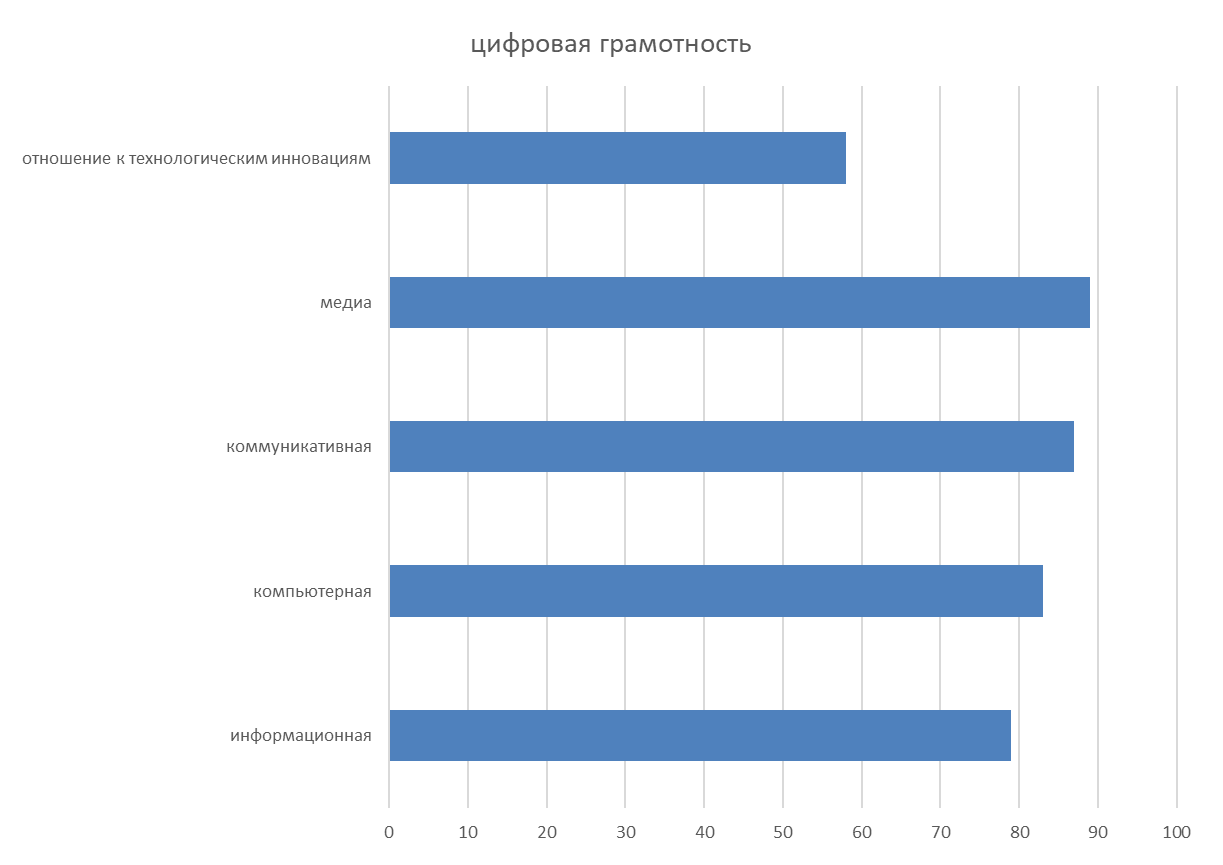 цифровая грамотность
отношение к технологическим инновациям
медиа
коммуникативная
компьютерная
информационная
0 10 20 30 40 50 60 70 80 90 100